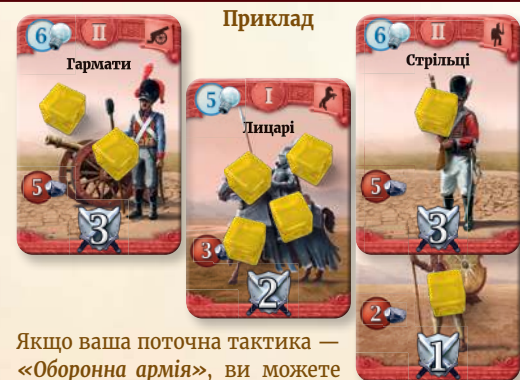 Приклад
6 II
Гармати
5
3
5 I
Лицарі
3
2
6 II
Стрільці
5
3
2
1
Якщо ваша поточна тактика —
«Оборонна армія», ви можете